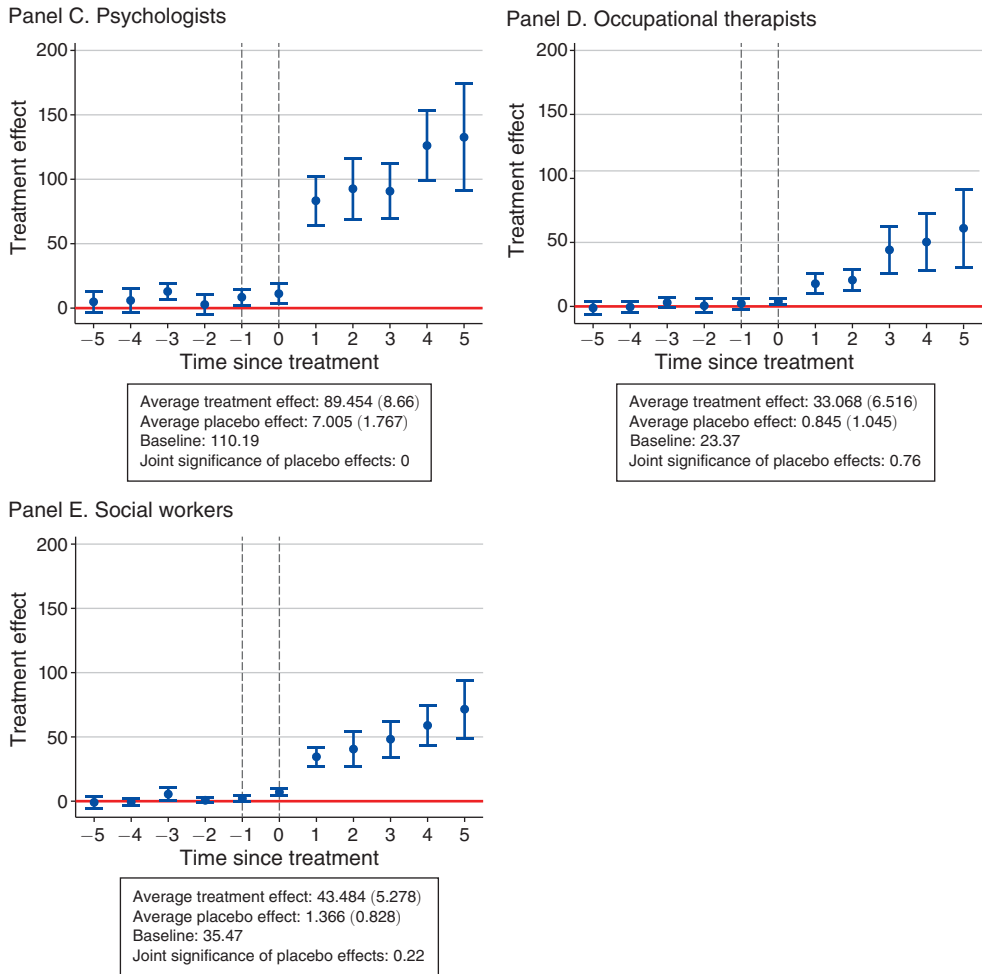 Panel C. Psychologists
Treatment effect
200
150
100
50
0
−5 −4 −3 −2 −1 0 1 2 3 4 5
Time since treatment
Average treatment effect: 89.454 (8.66)
Average placebo effect: 7.005 (1.767)
Baseline: 110.19
Joint significance of placebo effects: 0
Panel D. Occupational therapists
Treatment effect
200
150
100
50
0
−5 −4 −3 −2 −1 0 1 2 3 4 5
Time since treatment
Average treatment effect: 33.068 (6.516)
Average placebo effect: 0.845 (1.045)
Baseline: 23.37
Joint significance of placebo effects: 0.76
Panel E. Social workers
Treatment effect
200
150
100
50
0
−5 −4 −3 −2 −1 0 1 2 3 4 5
Time since treatment
Average treatment effect: 43.484 (5.278)
Average placebo effect: 1.366 (0.828)
Baseline: 35.47
Joint significance of placebo effects: 0.22